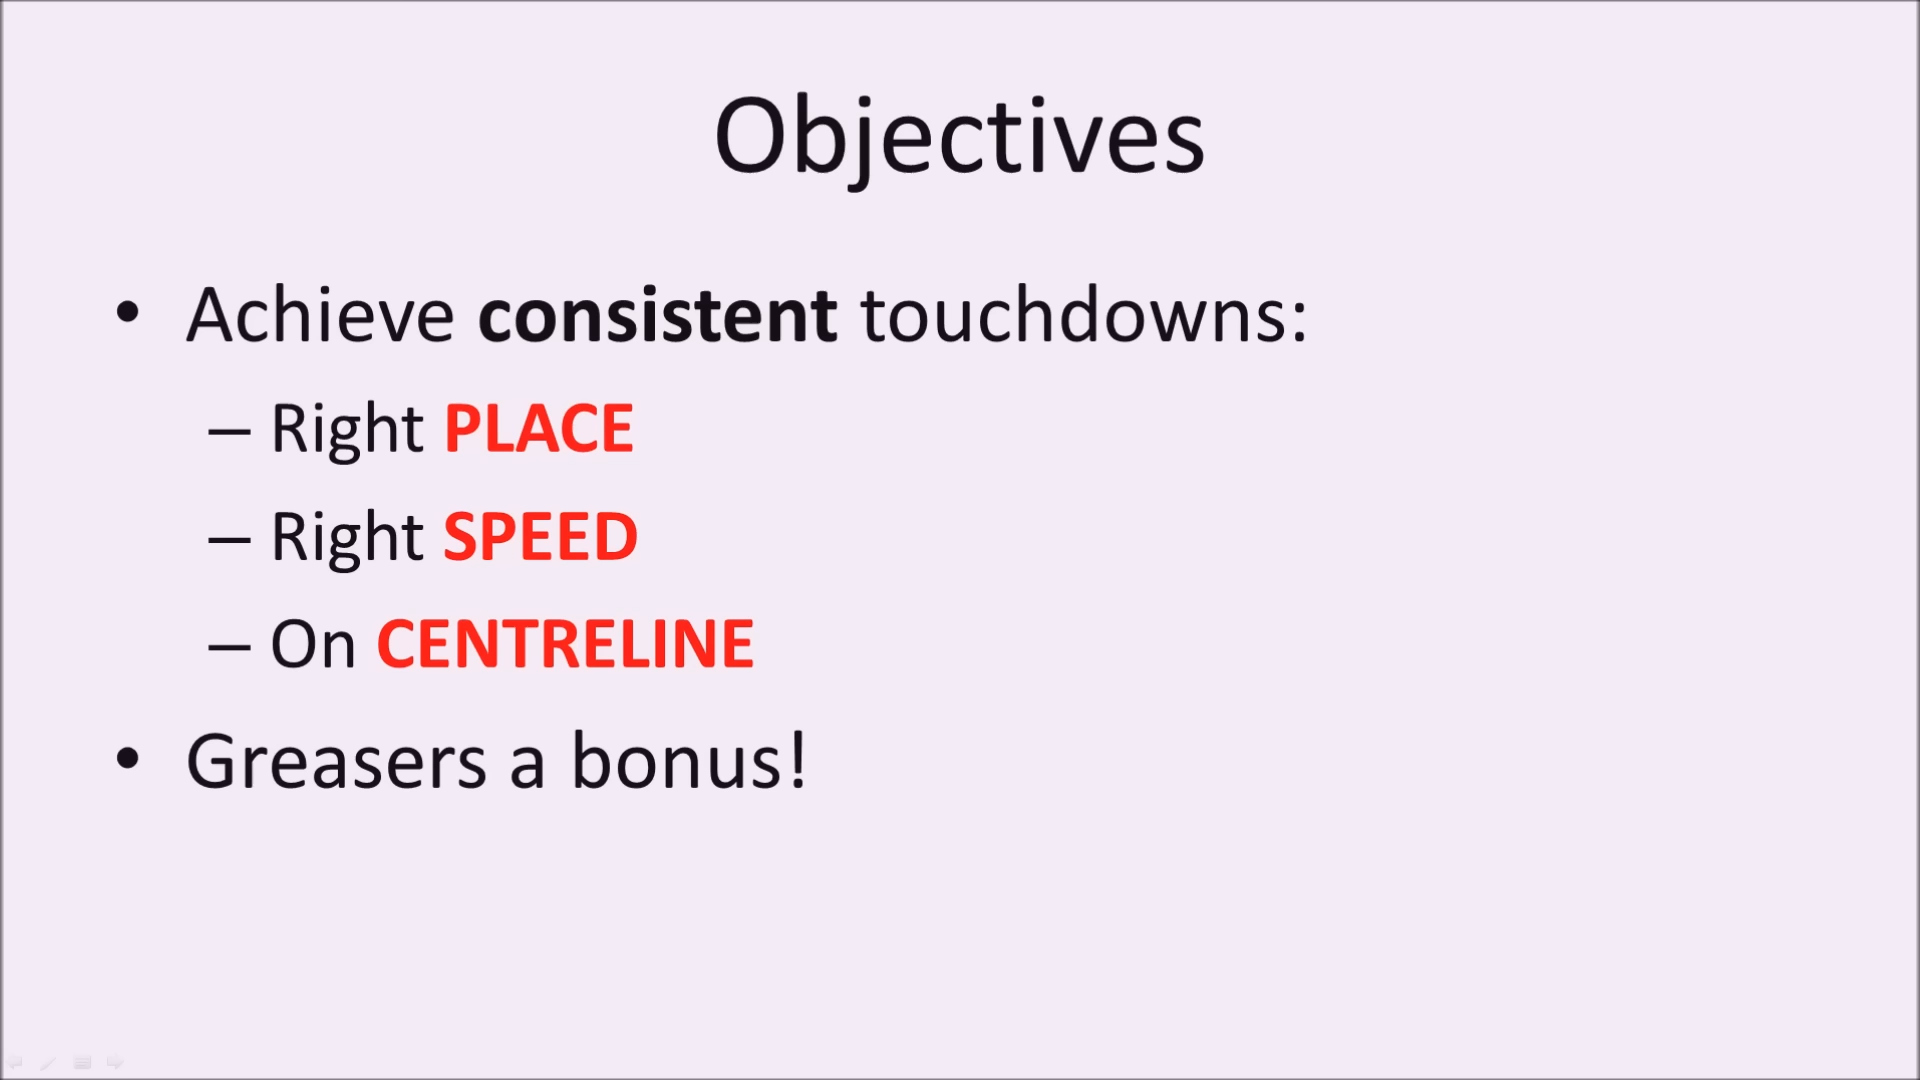 Objectives
• Achieve consistent touchdowns:
– Right PLACE
– Right SPEED
– On CENTRELINE
• Greasers a bonus!